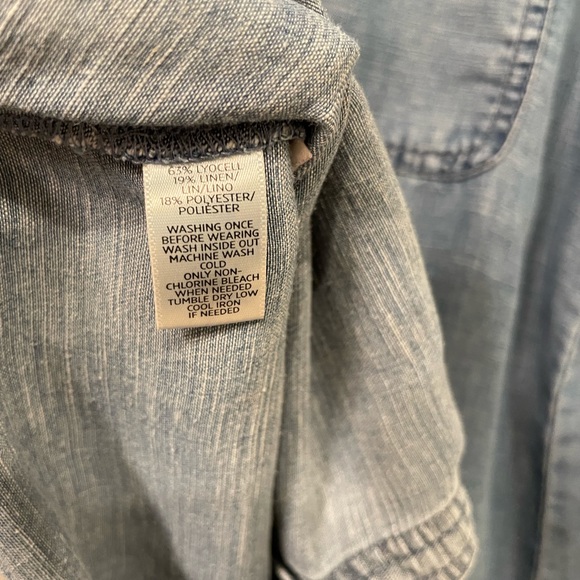 63% LYOCELL
19% LINEN/
LIN/LINO
18% POLYESTER/
POLIÉSTER
WASHING ONCE
BEFORE WEARING
WASH INSIDE OUT
MACHINE WASH
COLD
ONLY NON-
CHLORINE BLEACH
WHEN NEEDED
TUMBLE DRY LOW
COOL IRON
IF NEEDED